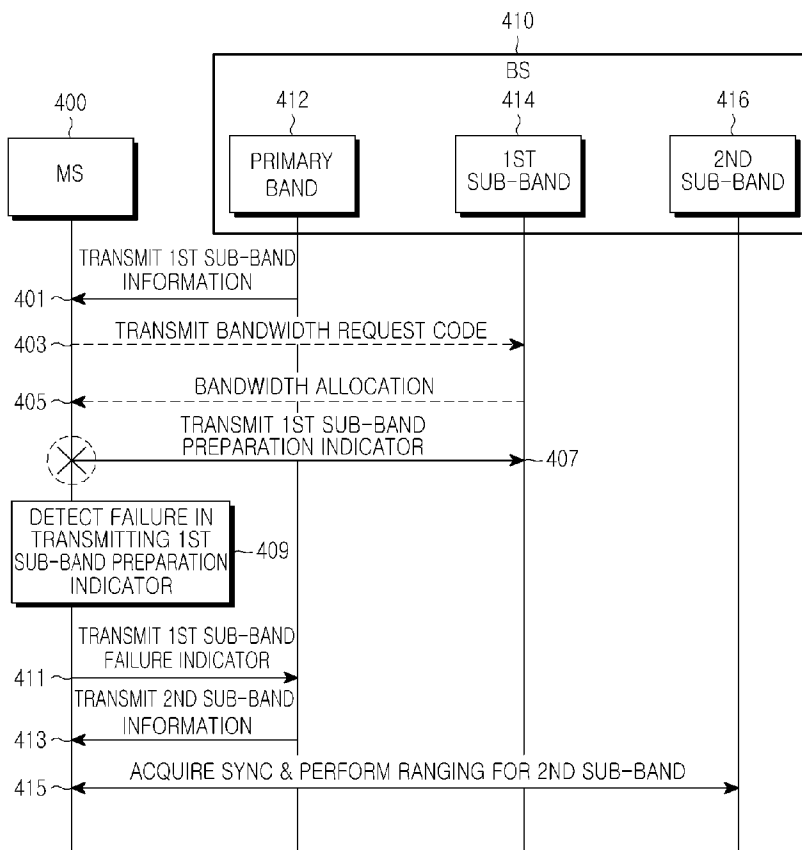 410
BS
400
412
414
416
MS
PRIMARY
BAND
1ST
SUB-BAND
2ND
SUB-BAND
TRANSMIT 1ST SUB-BAND
INFORMATION
401
TRANSMIT BANDWIDTH REQUEST CODE
403
BANDWIDTH ALLOCATION
405
TRANSMIT 1ST SUB-BAND
PREPARATION INDICATOR
407
DETECT FAILURE IN
TRANSMITTING 1ST
SUB-BAND PREPARATION
INDICATOR
409
TRANSMIT 1ST SUB-BAND
FAILURE INDICATOR
411
TRANSMIT 2ND SUB-BAND
INFORMATION
413
ACQUIRE SYNC & PERFORM RANGING FOR 2ND SUB-BAND
415